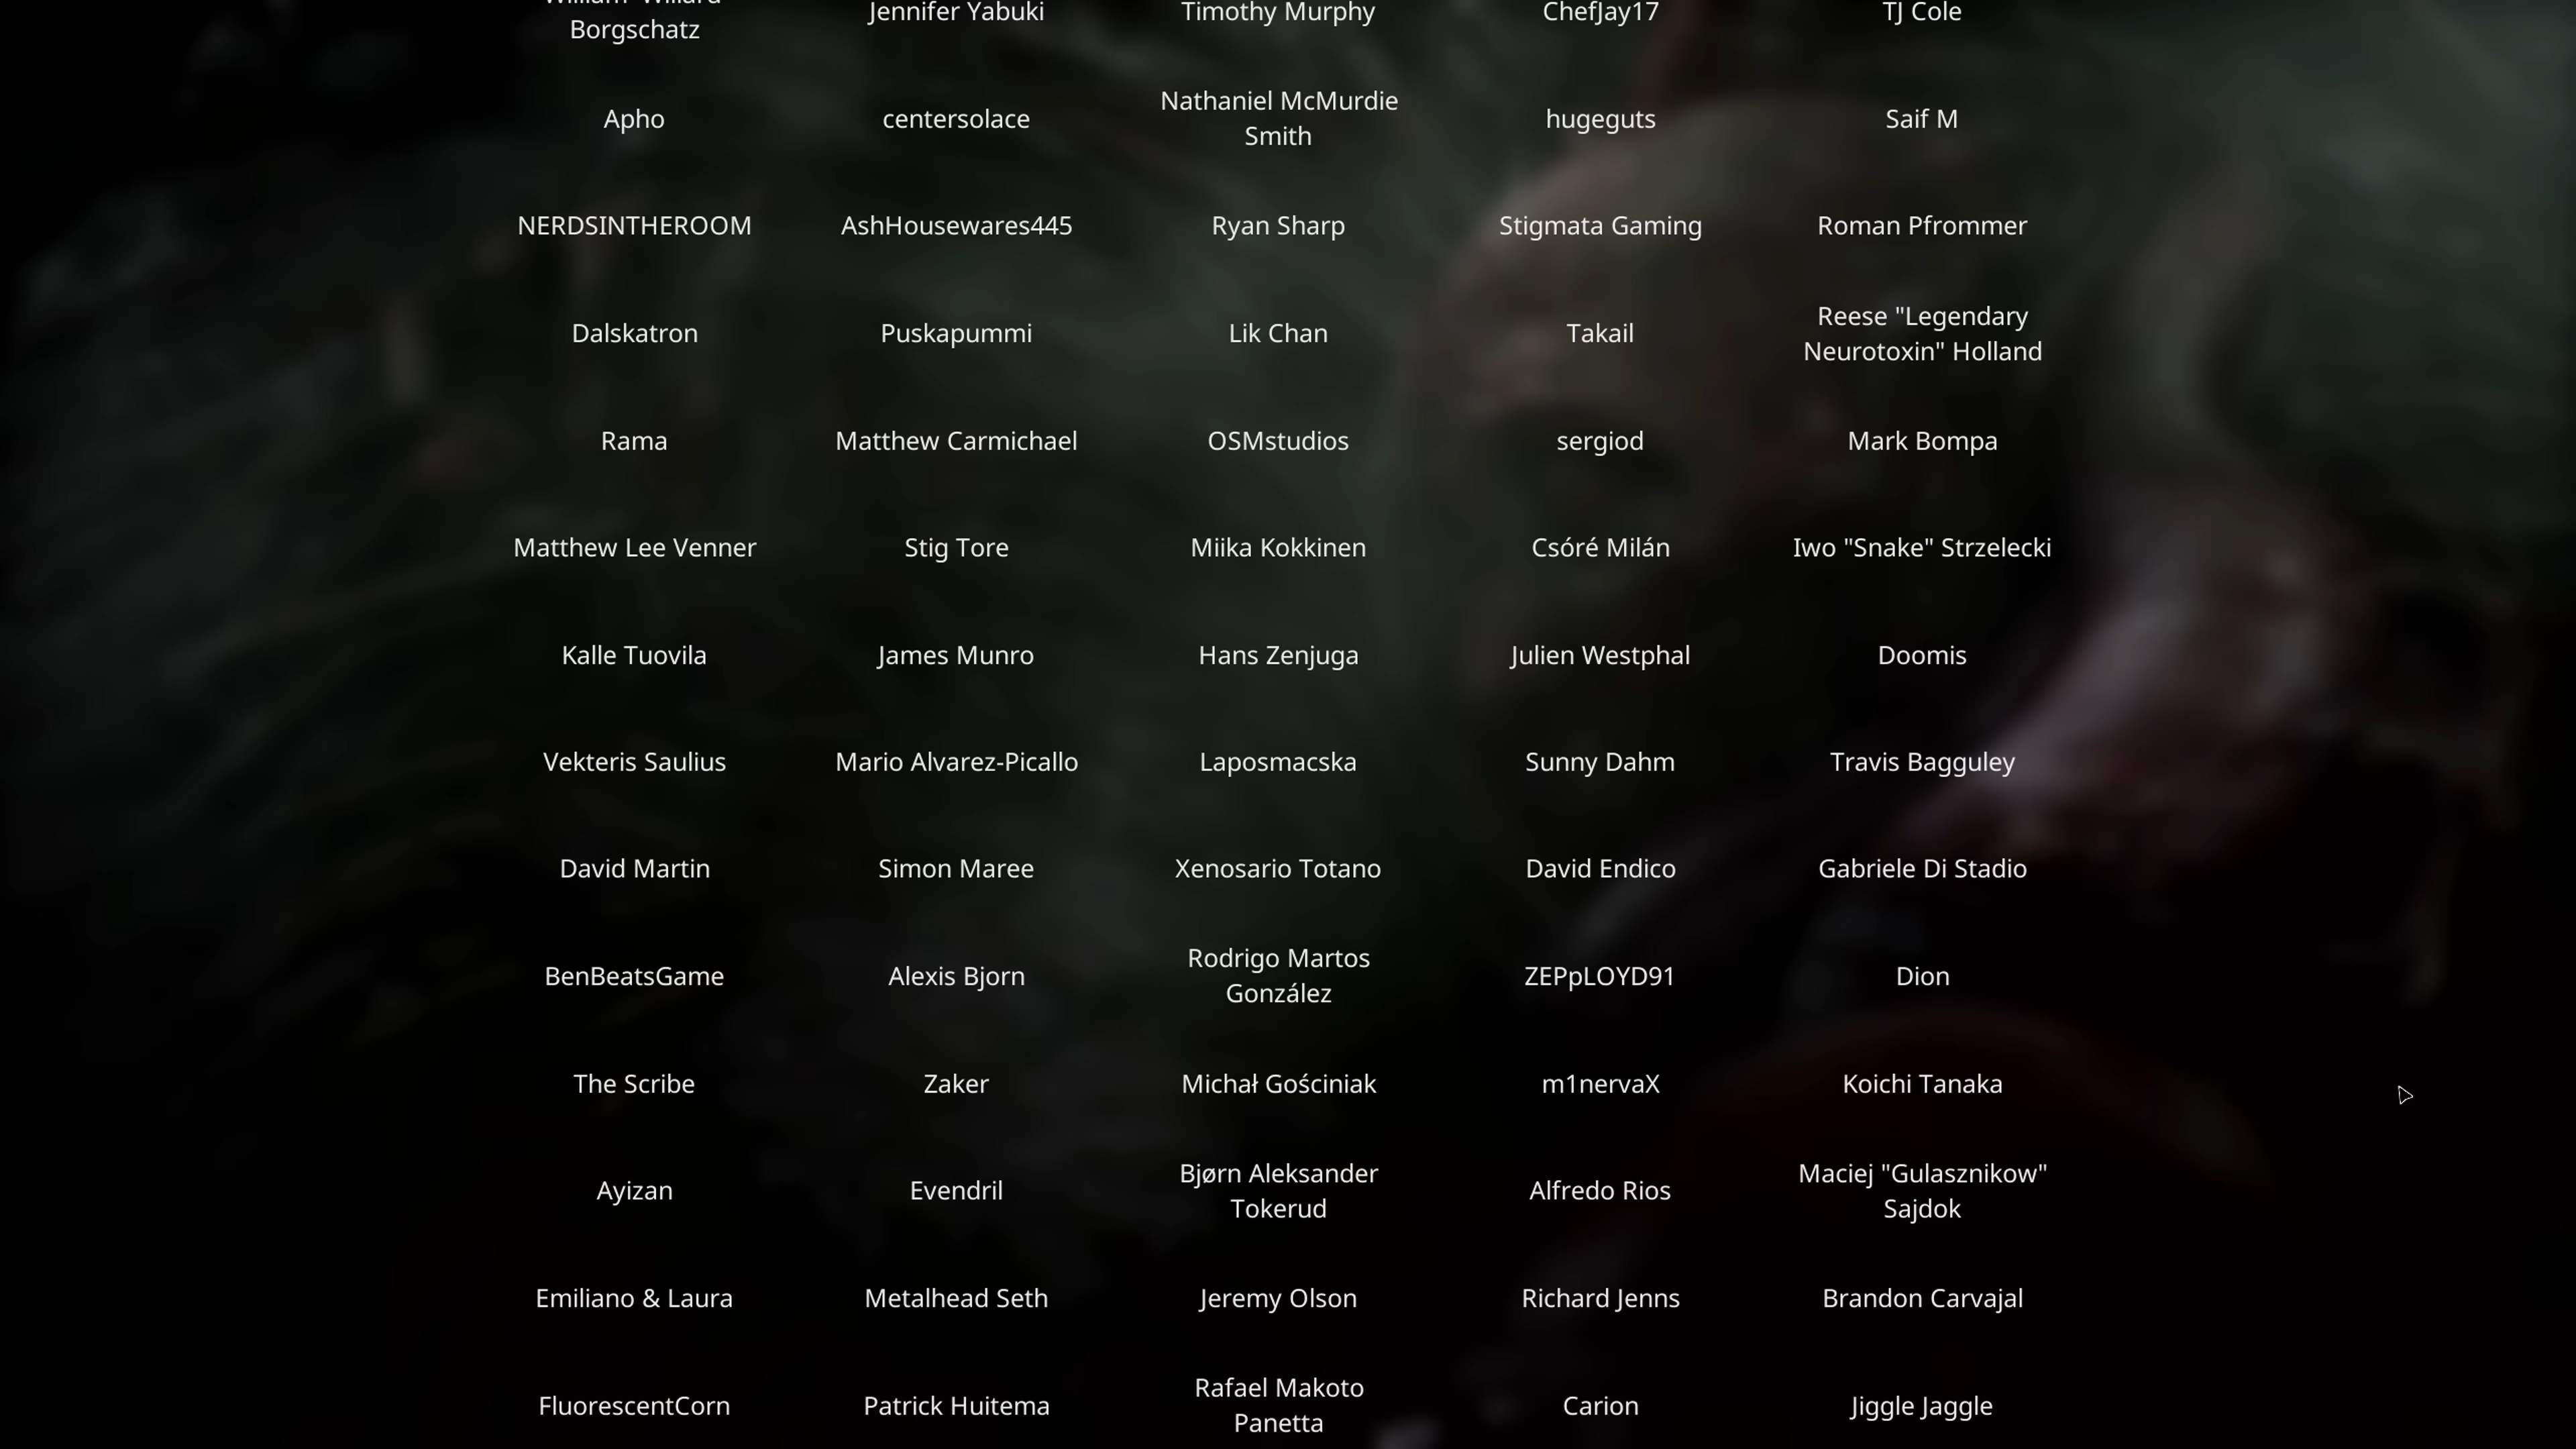 Borgschatz Jennifer Yabuki Timothy Murphy ChefJay17 TJ Cole
Apho centersolace Nathaniel McMurdie Smith hugeguts Saif M
NERDSINTHEROOM AshHousewares445 Ryan Sharp Stigmata Gaming Roman Pfrommer
Dalskatron Puskapummi Lik Chan Takail Reese "Legendary Neurotoxin" Holland
Rama Matthew Carmichael OSMstudios sergiod Mark Bompa
Matthew Lee Venner Stig Tore Miika Kokkinen Csóré Milán Iwo "Snake" Strzelecki
Kalle Tuovila James Munro Hans Zenjuga Julien Westphal Doomis
Vekteris Saulius Mario Alvarez-Picallo Laposmacska Sunny Dahm Travis Bagguley
David Martin Simon Maree Xenosario Totano David Endico Gabriele Di Stadio
BenBeatsGame Alexis Bjorn Rodrigo Martos González ZEPpLOYD91 Dion
The Scribe Zaker Michał Gościniak m1nervaX Koichi Tanaka
Ayizan Evendril Bjørn Aleksander Tokerud Alfredo Rios Maciej "Gulasznikow" Sajdok
Emiliano & Laura Metalhead Seth Jeremy Olson Richard Jenns Brandon Carvajal
FluorescentCorn Patrick Huitema Rafael Makoto Panetta Carion Jiggle Jaggle